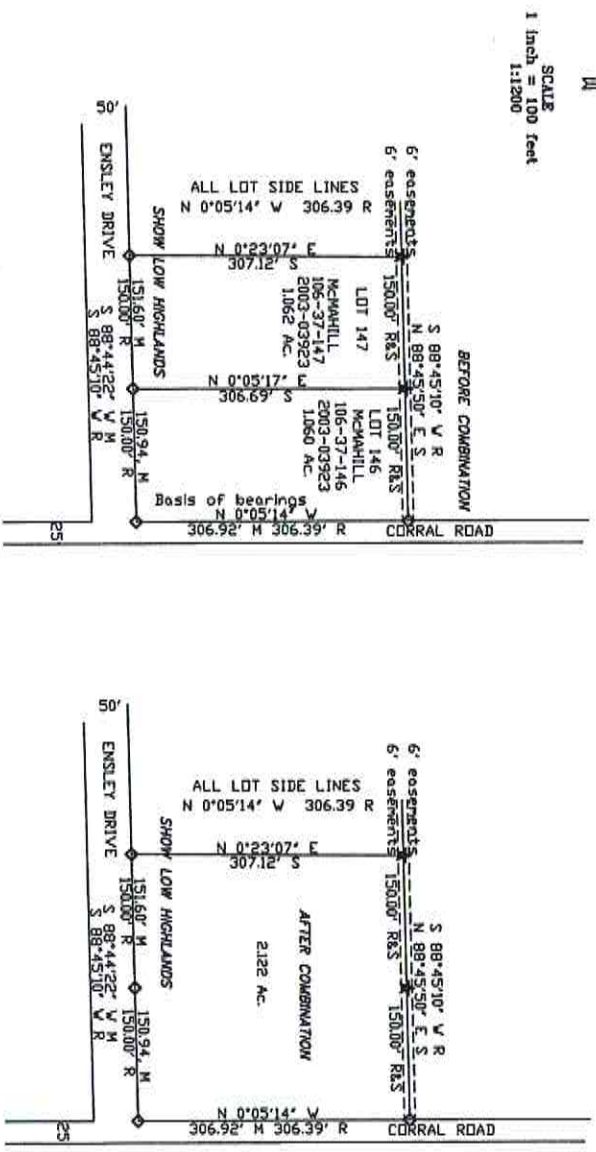 W
SCALE
1 inch = 100 feet
1:1200
BEFORE COMBINATION
S 88°45'10" W R
N 88°45'50" E S
6' easements
6' easements
150.00' R&S
150.00' R&S
ALL LOT SIDE LINES
N 0°05'14" W 306.39 R
N 0°23'07" E
307.12' S
LOT 147
McMAHILL
106-37-147
2003-03923
1.062 Ac.
N 0°05'17" E
306.69' S
LOT 146
McMAHILL
106-37-146
2003-03923
1.060 Ac.
Basis of bearings
N 0°05'14" W
306.92' M 306.39' R
CORRAL ROAD
SHOW LOW HIGHLANDS
50'
ENSLEY DRIVE
151.60' M
150.00' R
150.94, M
150.00' R
S 88°44'22" W M
S 88°45'10" W R
25
S 88°45'10" W R
N 88°45'50" E S
6' easements
6' easements
150.00' R&S
150.00' R&S
ALL LOT SIDE LINES
N 0°05'14" W 306.39 R
N 0°23'07" E
307.12' S
AFTER COMBINATION
2.122 Ac.
N 0°05'14" W
306.92' M 306.39' R
CORRAL ROAD
SHOW LOW HIGHLANDS
50'
ENSLEY DRIVE
151.60' M
150.00' R
150.94, M
150.00' R
S 88°44'22" W M
S 88°45'10" W R
25